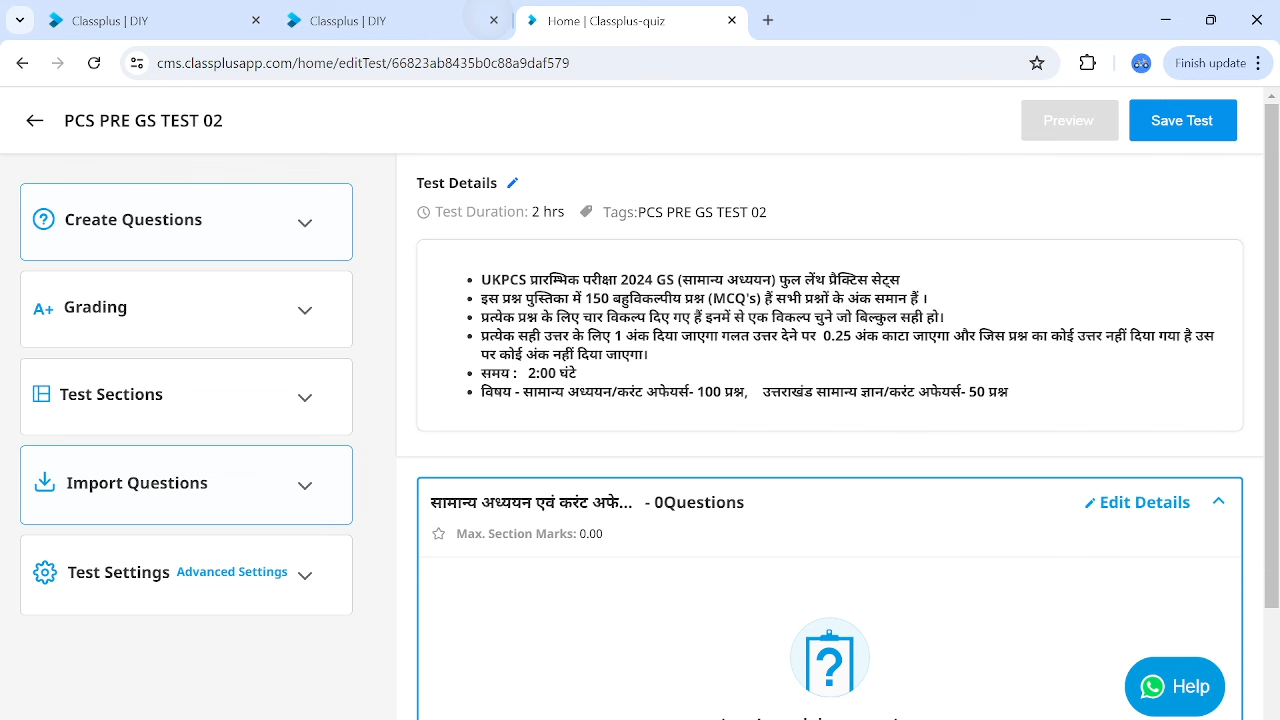 Classplus | DIY
Classplus | DIY
Home | Classplus-quiz
cms.classplusapp.com/home/editTest/66823ab8435b0c88a9daf579
Finish update
PCS PRE GS TEST 02
Preview
Save Test
Create Questions
Grading
Test Sections
Import Questions
Test Settings Advanced Settings
Test Details
Test Duration: 2 hrs Tags:PCS PRE GS TEST 02
• UKPCS प्रारम्भिक परीक्षा 2024 GS (सामान्य अध्ययन) फुल लेंथ प्रैक्टिस सेट्स
• इस प्रश्न पुस्तिका में 150 बहुविकल्पीय प्रश्न (MCQ's) हैं सभी प्रश्नों के अंक समान हैं ।
• प्रत्येक प्रश्न के लिए चार विकल्प दिए गए हैं इनमें से एक विकल्प चुने जो बिल्कुल सही हो।
• प्रत्येक सही उत्तर के लिए 1 अंक दिया जाएगा गलत उत्तर देने पर 0.25 अंक काटा जाएगा और जिस प्रश्न का कोई उत्तर नहीं दिया गया है उस
पर कोई अंक नहीं दिया जाएगा।
• समय : 2:00 घंटे
• विषय - सामान्य अध्ययन/करंट अफेयर्स- 100 प्रश्न, उत्तराखंड सामान्य ज्ञान/करंट अफेयर्स- 50 प्रश्न
सामान्य अध्ययन एवं करंट अफे... - 0Questions
Edit Details
Max. Section Marks: 0.00
Help